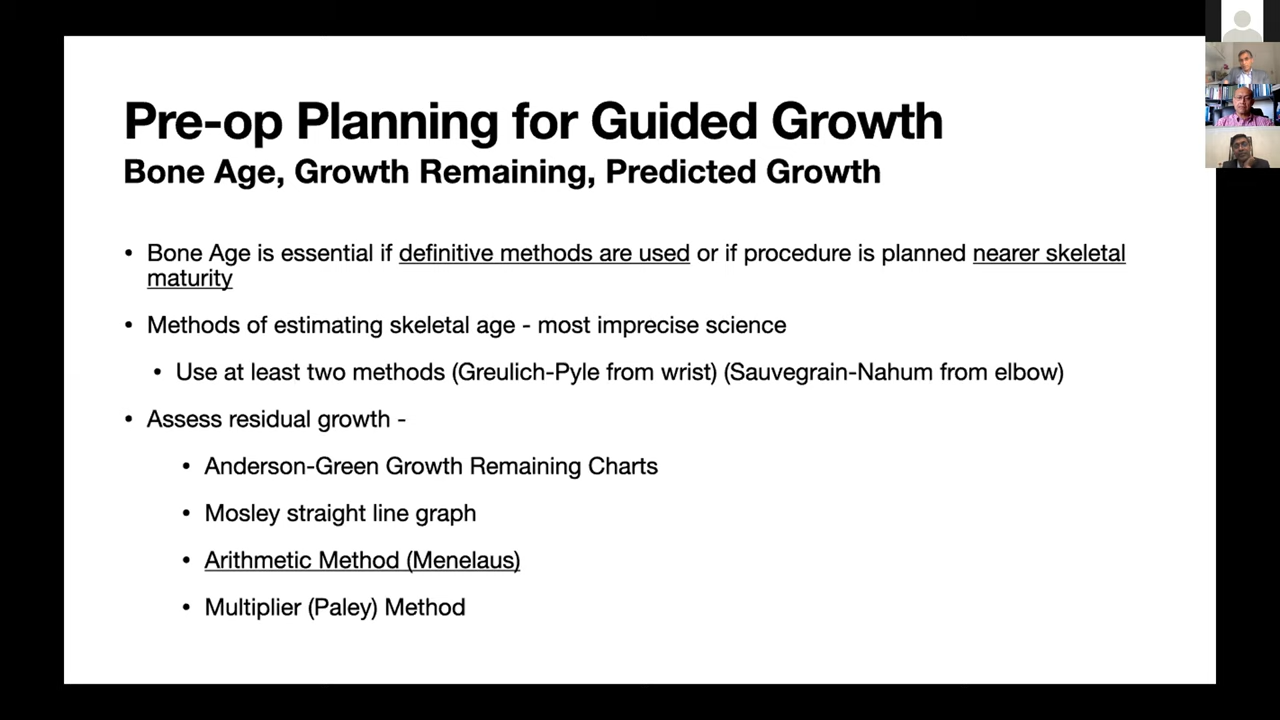 Pre-op Planning for Guided Growth
Bone Age, Growth Remaining, Predicted Growth
• Bone Age is essential if definitive methods are used or if procedure is planned nearer skeletal
maturity
• Methods of estimating skeletal age - most imprecise science
• Use at least two methods (Greulich-Pyle from wrist) (Sauvegrain-Nahum from elbow)
• Assess residual growth -
• Anderson-Green Growth Remaining Charts
• Mosley straight line graph
• Arithmetic Method (Menelaus)
• Multiplier (Paley) Method